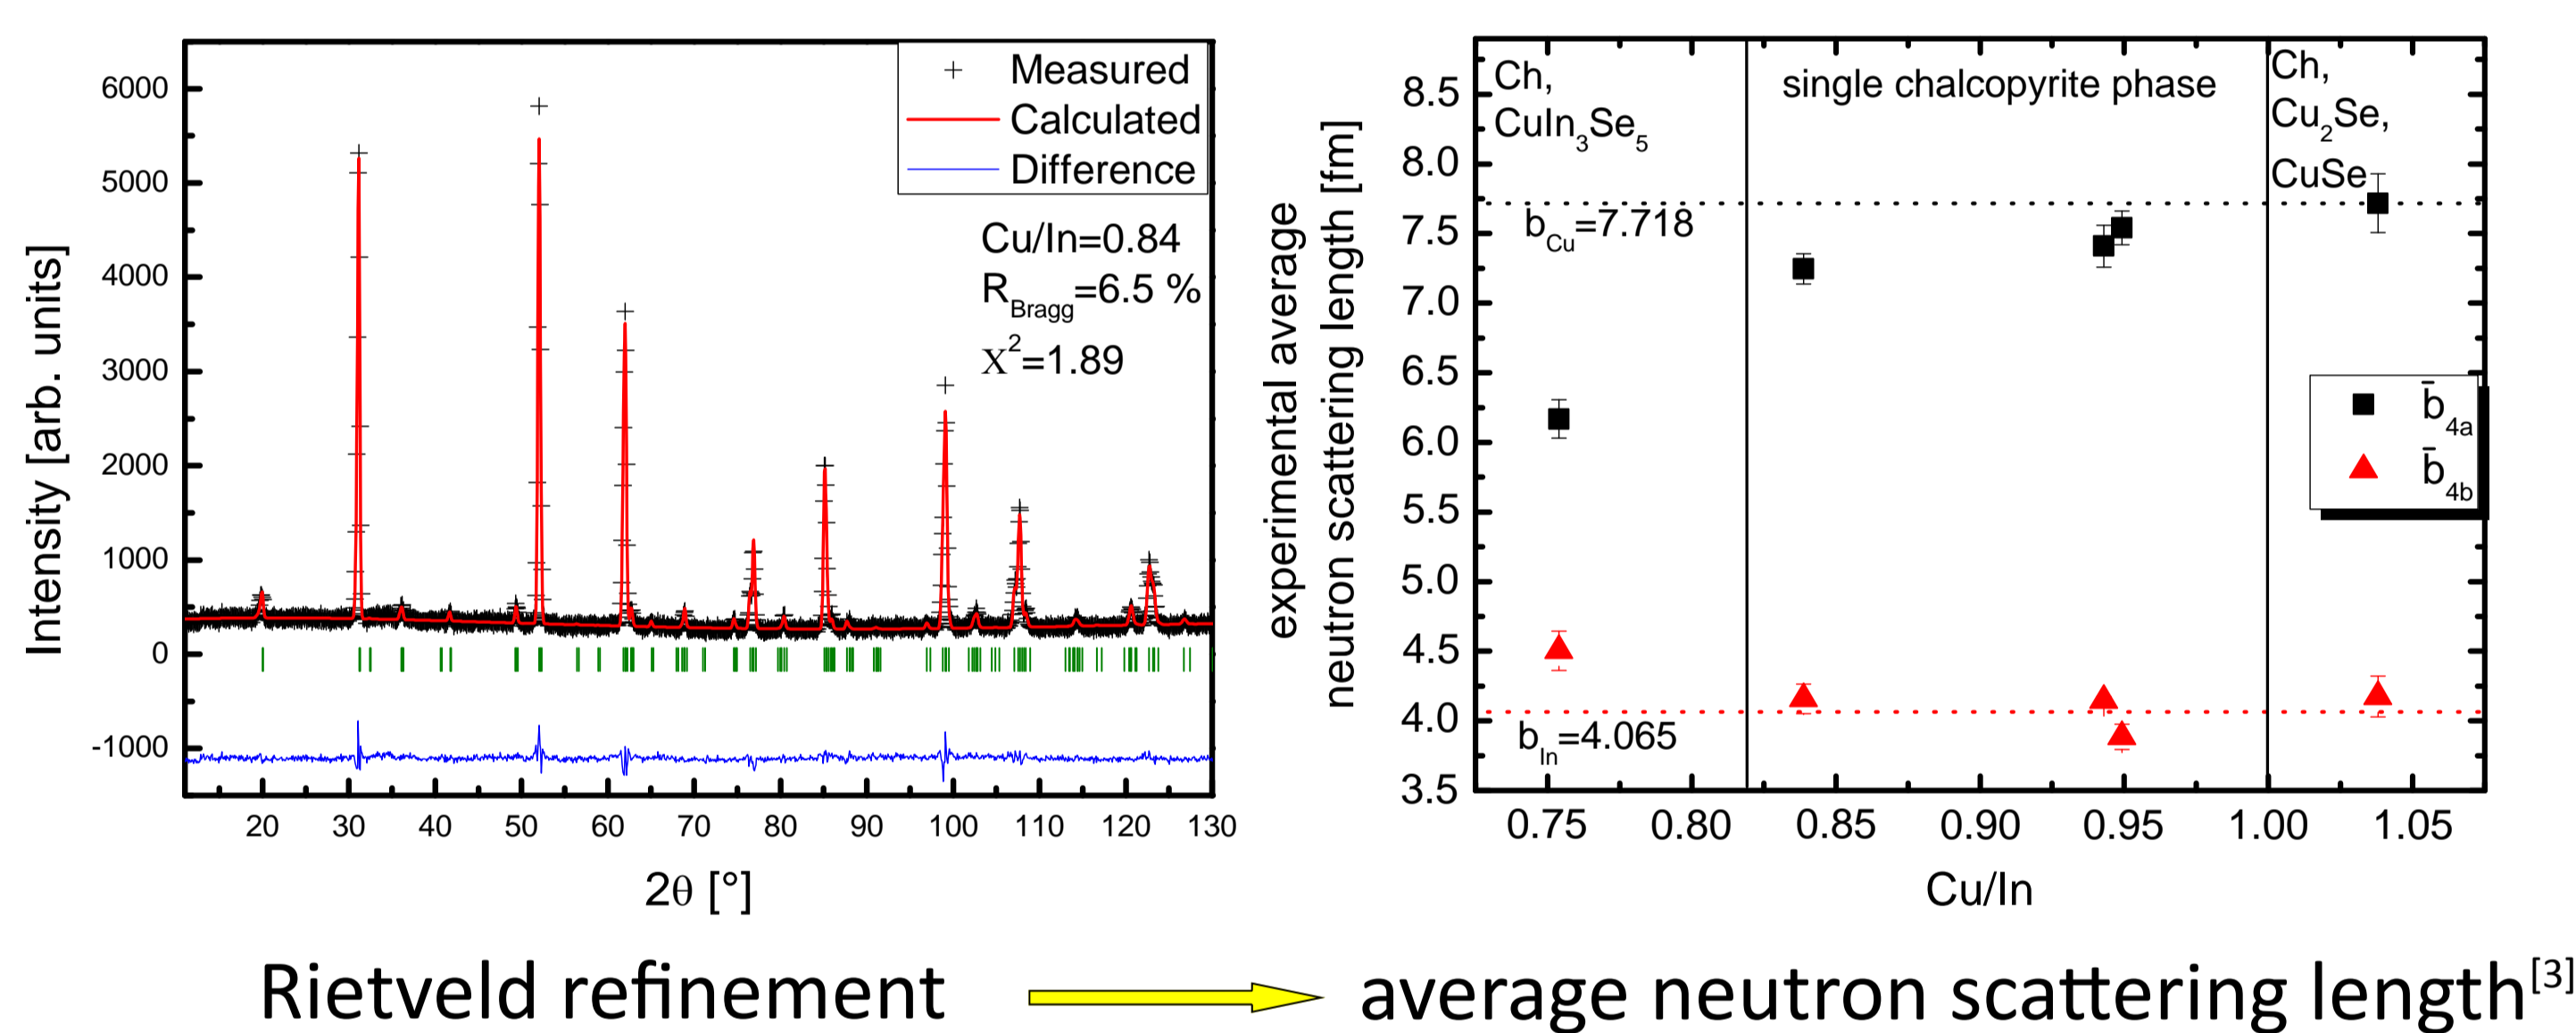 Measured
Calculated
Difference
Cu/In=0.84
R_Bragg=6.5 %
Χ²=1.89
6000
5000
4000
3000
2000
1000
0
-1000
Intensity [arb. units]
20 30 40 50 60 70 80 90 100 110 120 130
2θ [°]
experimental average
neutron scattering length [fm]
8.5
8.0
7.5
7.0
6.5
6.0
5.5
5.0
4.5
4.0
3.5
Ch,
CuIn₃Se₅
single chalcopyrite phase
Ch,
Cu₂Se,
CuSe
b_Cu=7.718
b_In=4.065
b̄_4a
b̄_4b
0.75 0.80 0.85 0.90 0.95 1.00 1.05
Cu/In
Rietveld refinement
average neutron scattering length[3]